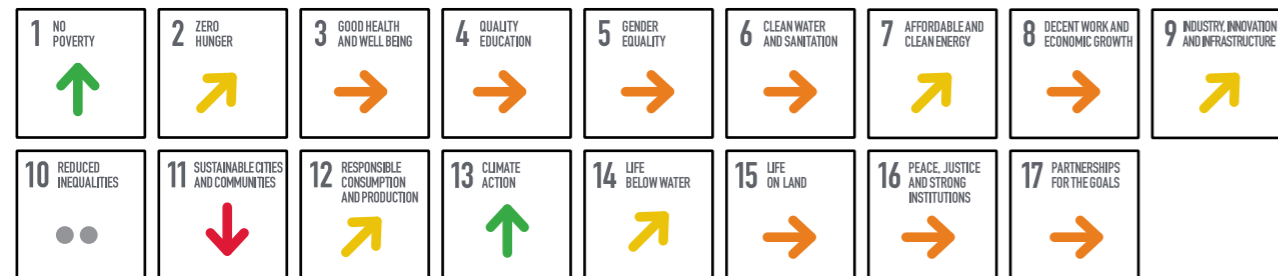 1 NO
POVERTY
2 ZERO
HUNGER
3 GOOD HEALTH
AND WELL BEING
4 QUALITY
EDUCATION
5 GENDER
EQUALITY
6 CLEAN WATER
AND SANITATION
7 AFFORDABLE AND
CLEAN ENERGY
8 DECENT WORK AND
ECONOMIC GROWTH
9 INDUSTRY, INNOVATION
AND INFRASTRUCTURE
10 REDUCED
INEQUALITIES
11 SUSTAINABLE CITIES
AND COMMUNITIES
12 RESPONSIBLE
CONSUMPTION
AND PRODUCTION
13 CLIMATE
ACTION
14 LIFE
BELOW WATER
15 LIFE
ON LAND
16 PEACE, JUSTICE
AND STRONG
INSTITUTIONS
17 PARTNERSHIPS
FOR THE GOALS